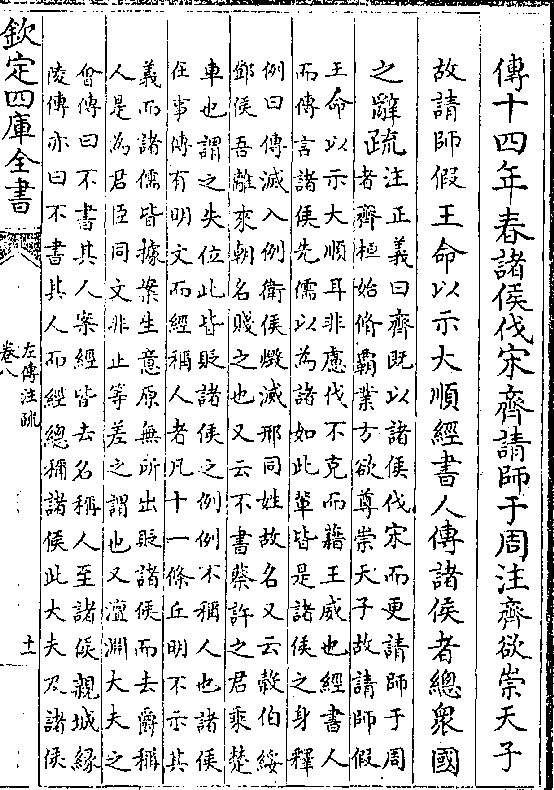 傳十四年春諸侯伐宋齊請師于周注齊欲崇天子
故請師假王命以示大順經書人傳諸侯者總衆國
之辭疏注正義曰齊既以諸侯伐宋而更請師于周
者齊桓始脩霸業方欲尊崇天子故請師假
王命以示大順耳非慮伐不克而藉王威也經書人
而傳言諸侯先儒以為諸如此輩皆是諸侯之身釋
例曰傳滅入例衛侯燬滅邢同姓故名又云穀伯綏
鄧侯吾離來朝名賤之也又云不書蔡許之君乘楚
車也謂之失位此皆貶諸侯之例例不稱人也諸侯
在事傳有明文而經稱人者凡十一條丘明不示其
義而諸儒皆據案生意原無所出貶諸侯而去爵稱
人是為君臣同文非止等差之謂也又澶淵大夫之
會傳曰不書其人案經皆去名稱人至諸侯親城緣
陵傳亦曰不書其人而經總稱諸侯此大夫及諸侯
欽定四庫全書
左傳注疏
卷八
十一